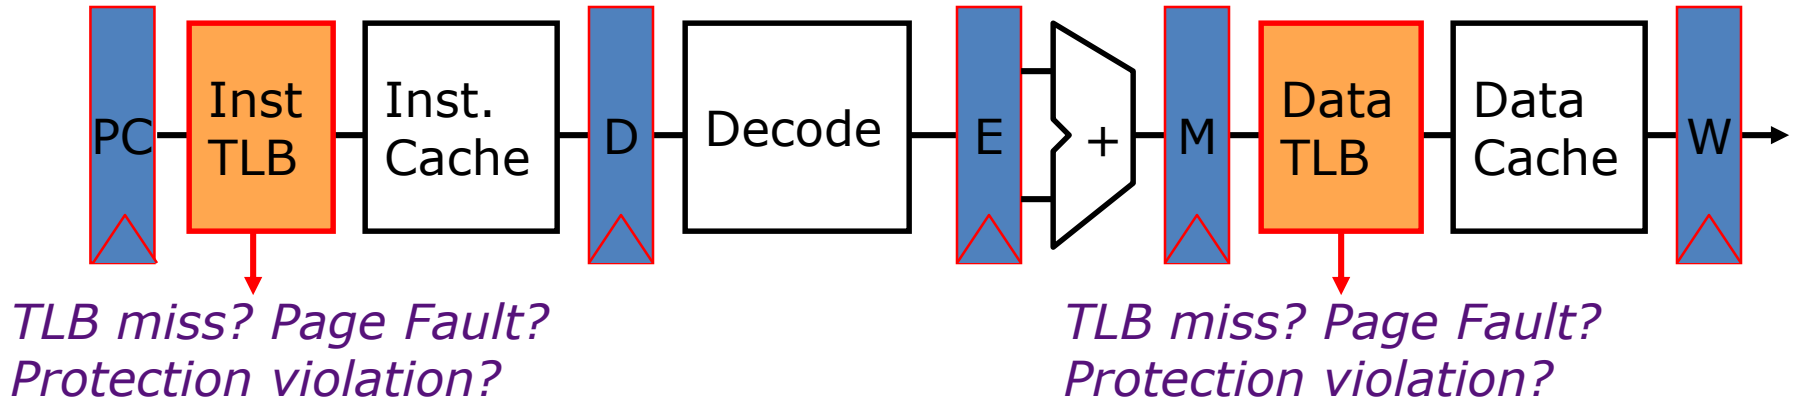 PC
Inst
TLB
Inst.
Cache
D
Decode
E
+
M
Data
TLB
Data
Cache
W
TLB miss? Page Fault?
Protection violation?
TLB miss? Page Fault?
Protection violation?